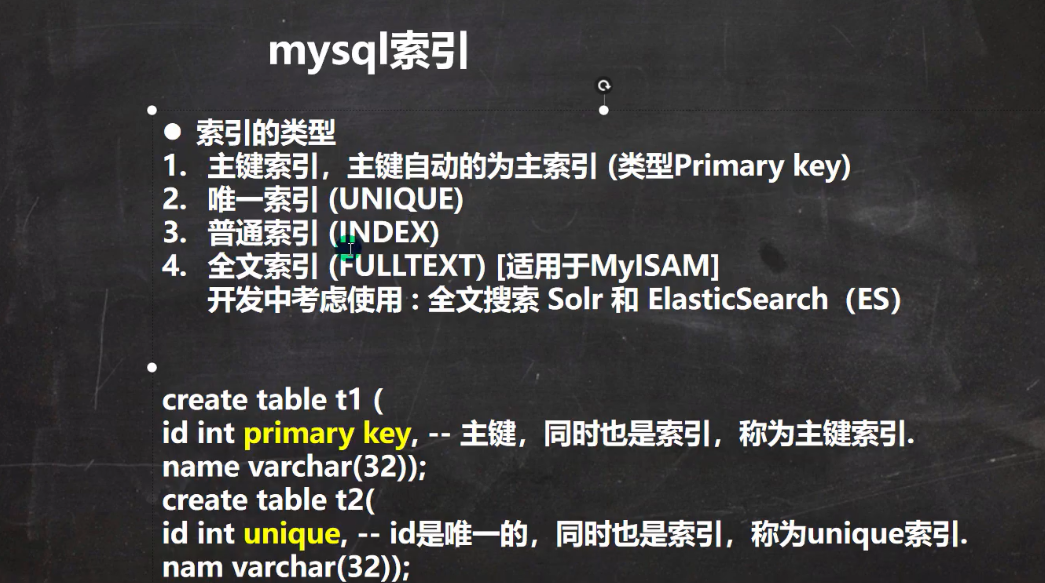 mysql索引
● 索引的类型
1. 主键索引，主键自动的为主索引 (类型Primary key)
2. 唯一索引 (UNIQUE)
3. 普通索引 (INDEX)
4. 全文索引 (FULLTEXT) [适用于MyISAM]
开发中考虑使用：全文搜索 Solr 和 ElasticSearch（ES）
create table t1 (
id int primary key, -- 主键，同时也是索引，称为主键索引.
name varchar(32));
create table t2(
id int unique, -- id是唯一的，同时也是索引，称为unique索引.
nam varchar(32));